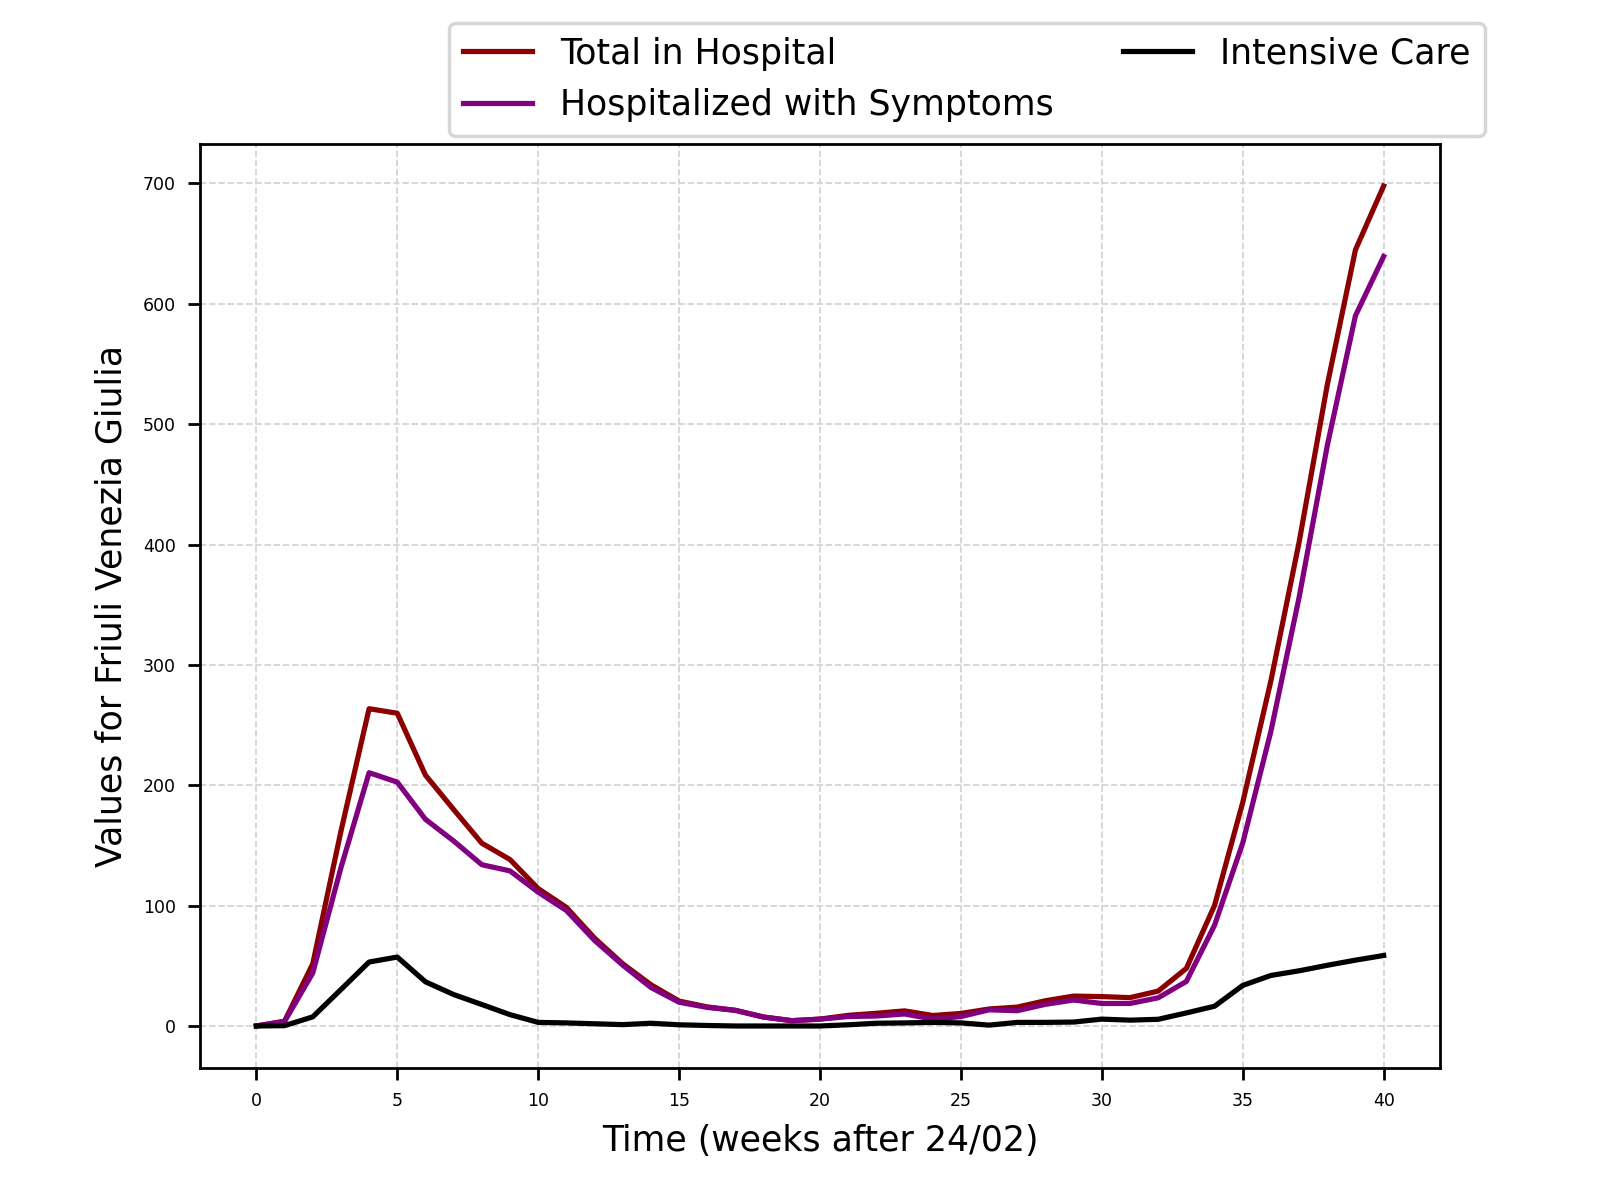 Total in Hospital
Hospitalized with Symptoms
Intensive Care
Values for Friuli Venezia Giulia
700
600
500
400
300
200
100
0
0 5 10 15 20 25 30 35 40
Time (weeks after 24/02)